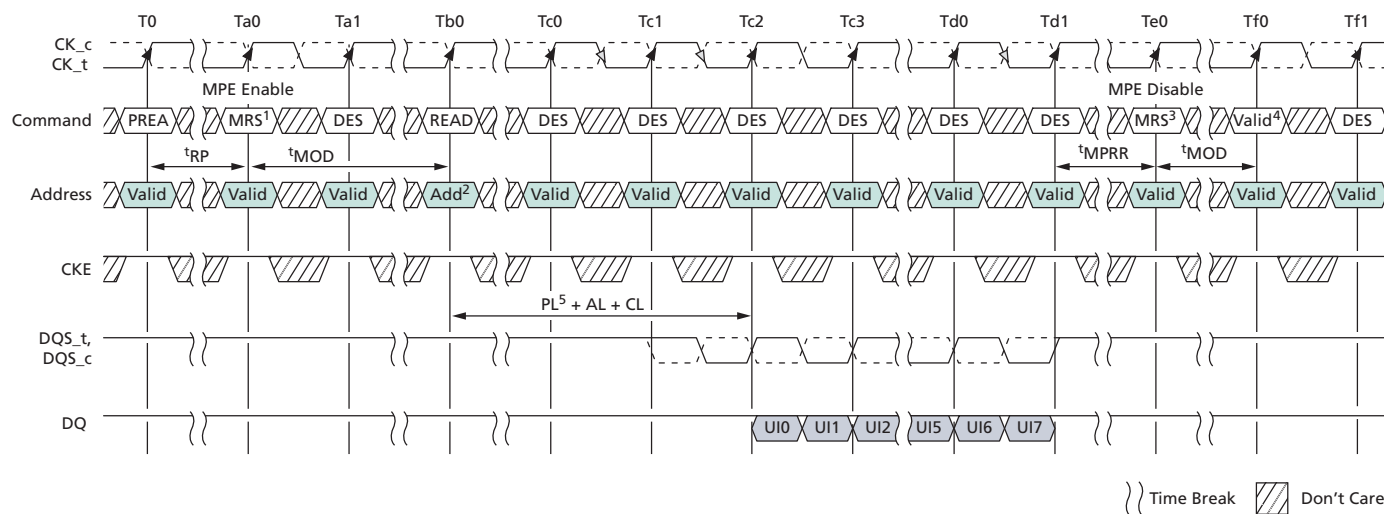 T0 Ta0 Ta1 Tb0 Tc0 Tc1 Tc2 Tc3 Td0 Td1 Te0 Tf0 Tf1
CK_c
CK_t
MPE Enable MPE Disable
Command PREA MRS¹ DES READ DES DES DES DES DES DES MRS³ Valid⁴ DES
tRP tMOD tMPRR tMOD
Address Valid Valid Valid Add² Valid Valid Valid Valid Valid Valid Valid Valid Valid
CKE
PL⁵ + AL + CL
DQS_t,
DQS_c
DQ UI0 UI1 UI2 UI5 UI6 UI7
Time Break Don't Care